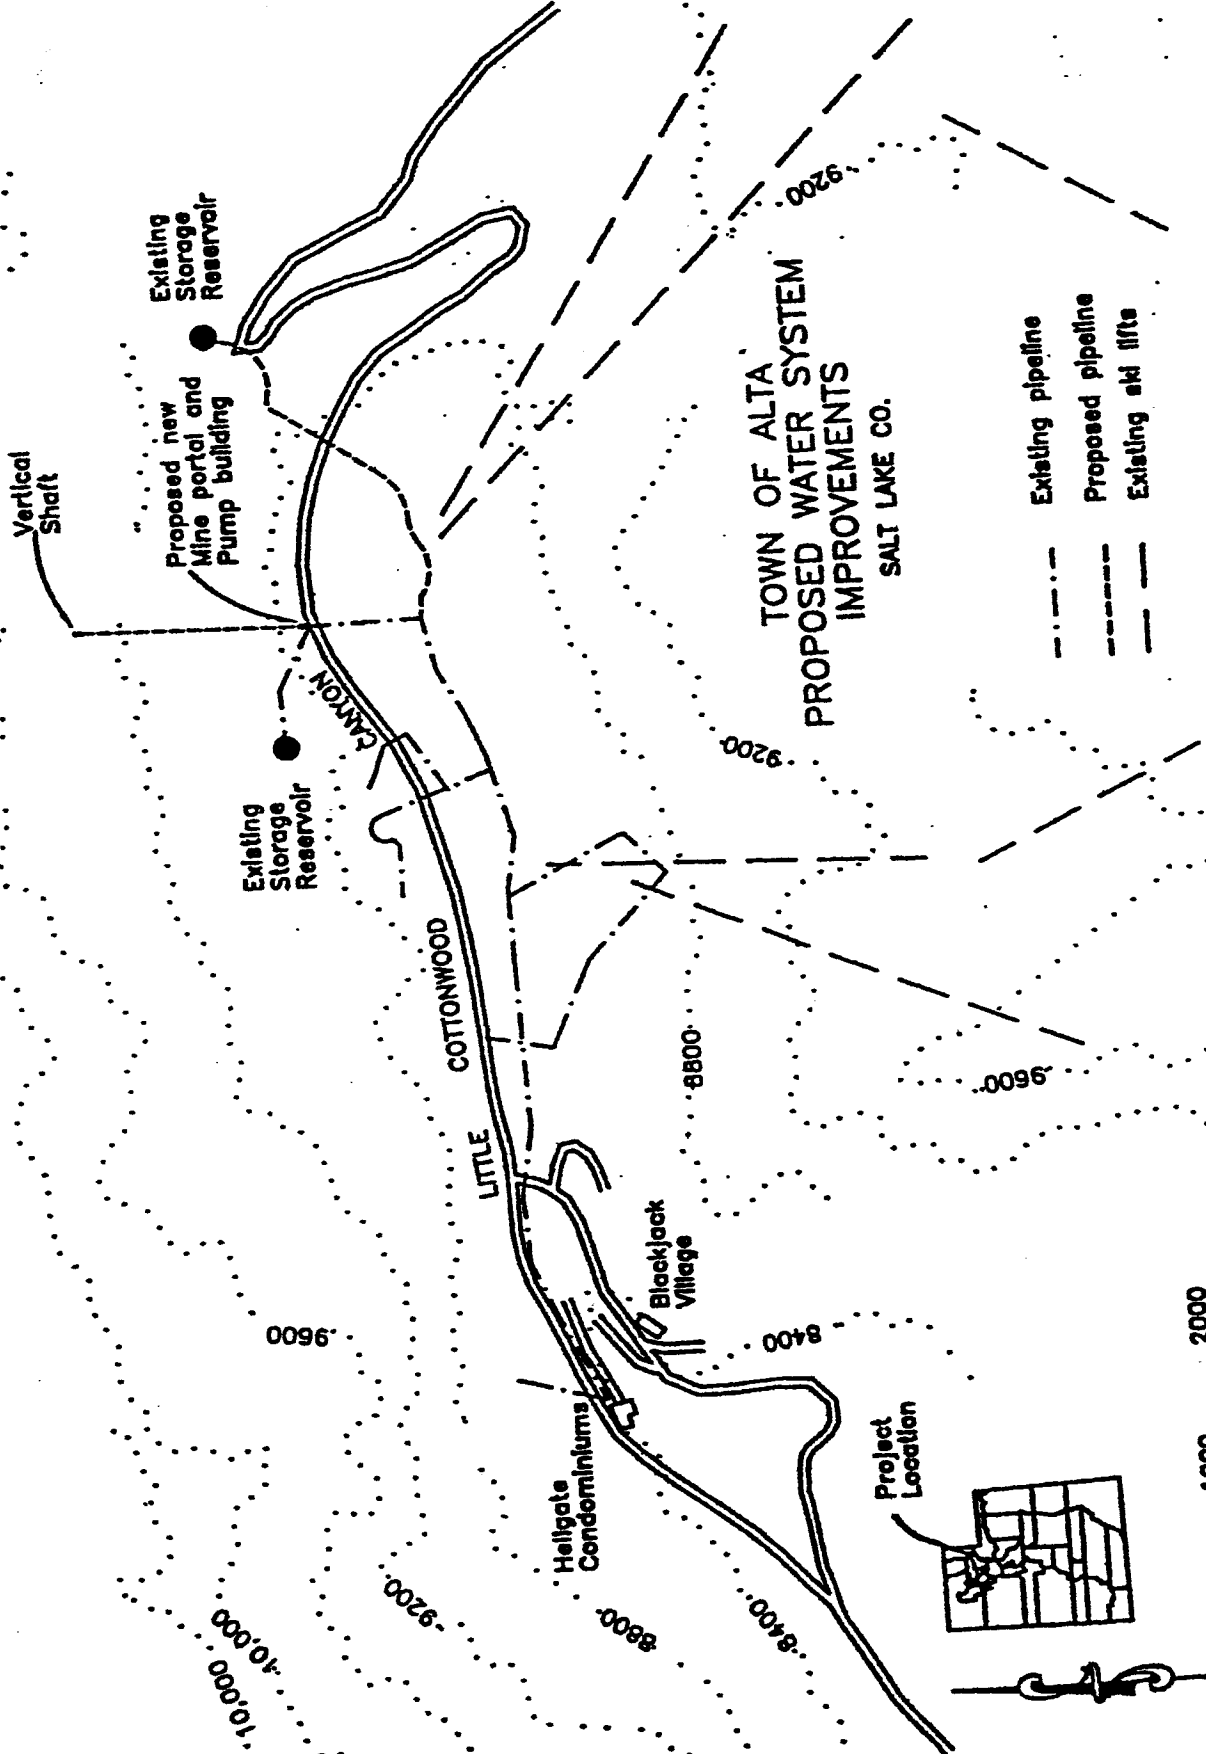 Vertical
Shaft
Existing
Storage
Reservoir
Proposed new
Mine portal and
Pump building
Existing
Storage
Reservoir
LITTLE COTTONWOOD CANYON
Hellgate
Condominiums
Blackjack
Village
Project
Location
10,000
10,000
9600
9200
8800
8400
8400
8800
9600
9200
9200
TOWN OF ALTA
PROPOSED WATER SYSTEM
IMPROVEMENTS
SALT LAKE CO.
Existing pipeline
Proposed pipeline
Existing ski lifts
2000